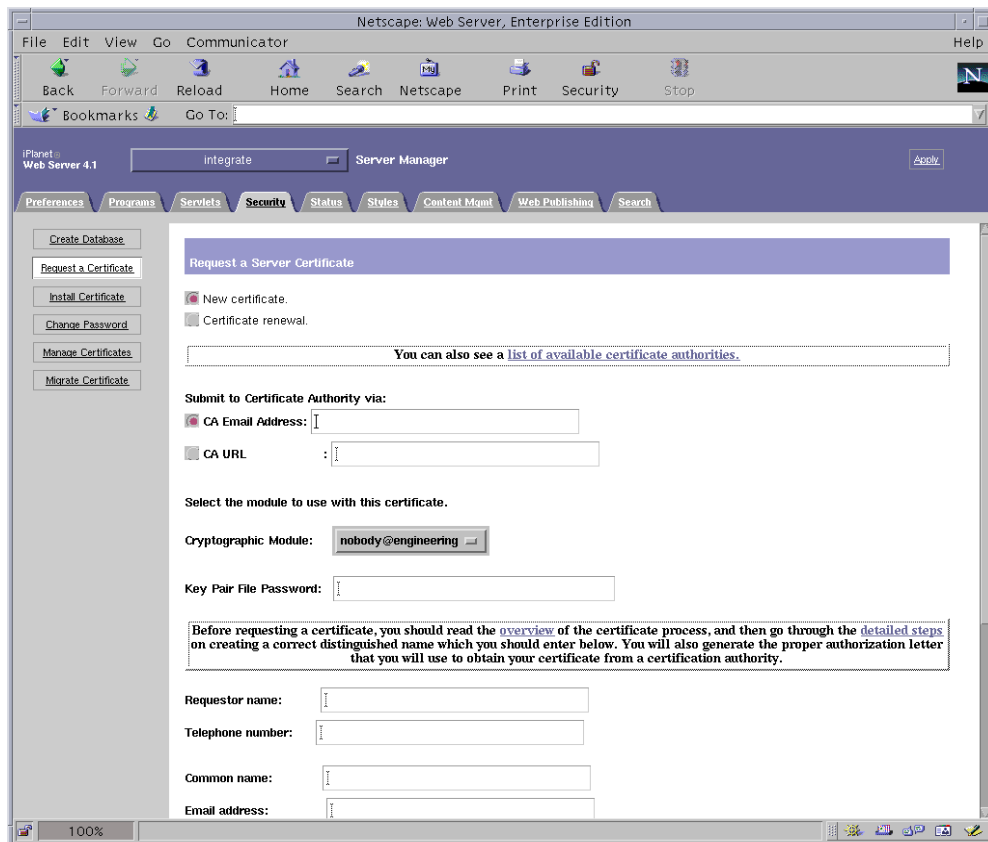 Netscape: Web Server, Enterprise Edition
File Edit View Go Communicator Help
Back Forward Reload Home Search Netscape Print Security Stop
My
N
Bookmarks Go To:
iPlanet
Web Server 4.1
integrate
Server Manager
Apply
Preferences Programs Servlets Security Status Styles Content Mgmt Web Publishing Search
Create Database
Request a Certificate
Install Certificate
Change Password
Manage Certificates
Migrate Certificate
Request a Server Certificate
New certificate.
Certificate renewal.
You can also see a list of available certificate authorities.
Submit to Certificate Authority via:
CA Email Address:
CA URL :
Select the module to use with this certificate.
Cryptographic Module: nobody@engineering
Key Pair File Password:
Before requesting a certificate, you should read the overview of the certificate process, and then go through the detailed steps
on creating a correct distinguished name which you should enter below. You will also generate the proper authorization letter
that you will use to obtain your certificate from a certification authority.
Requestor name:
Telephone number:
Common name:
Email address:
100%